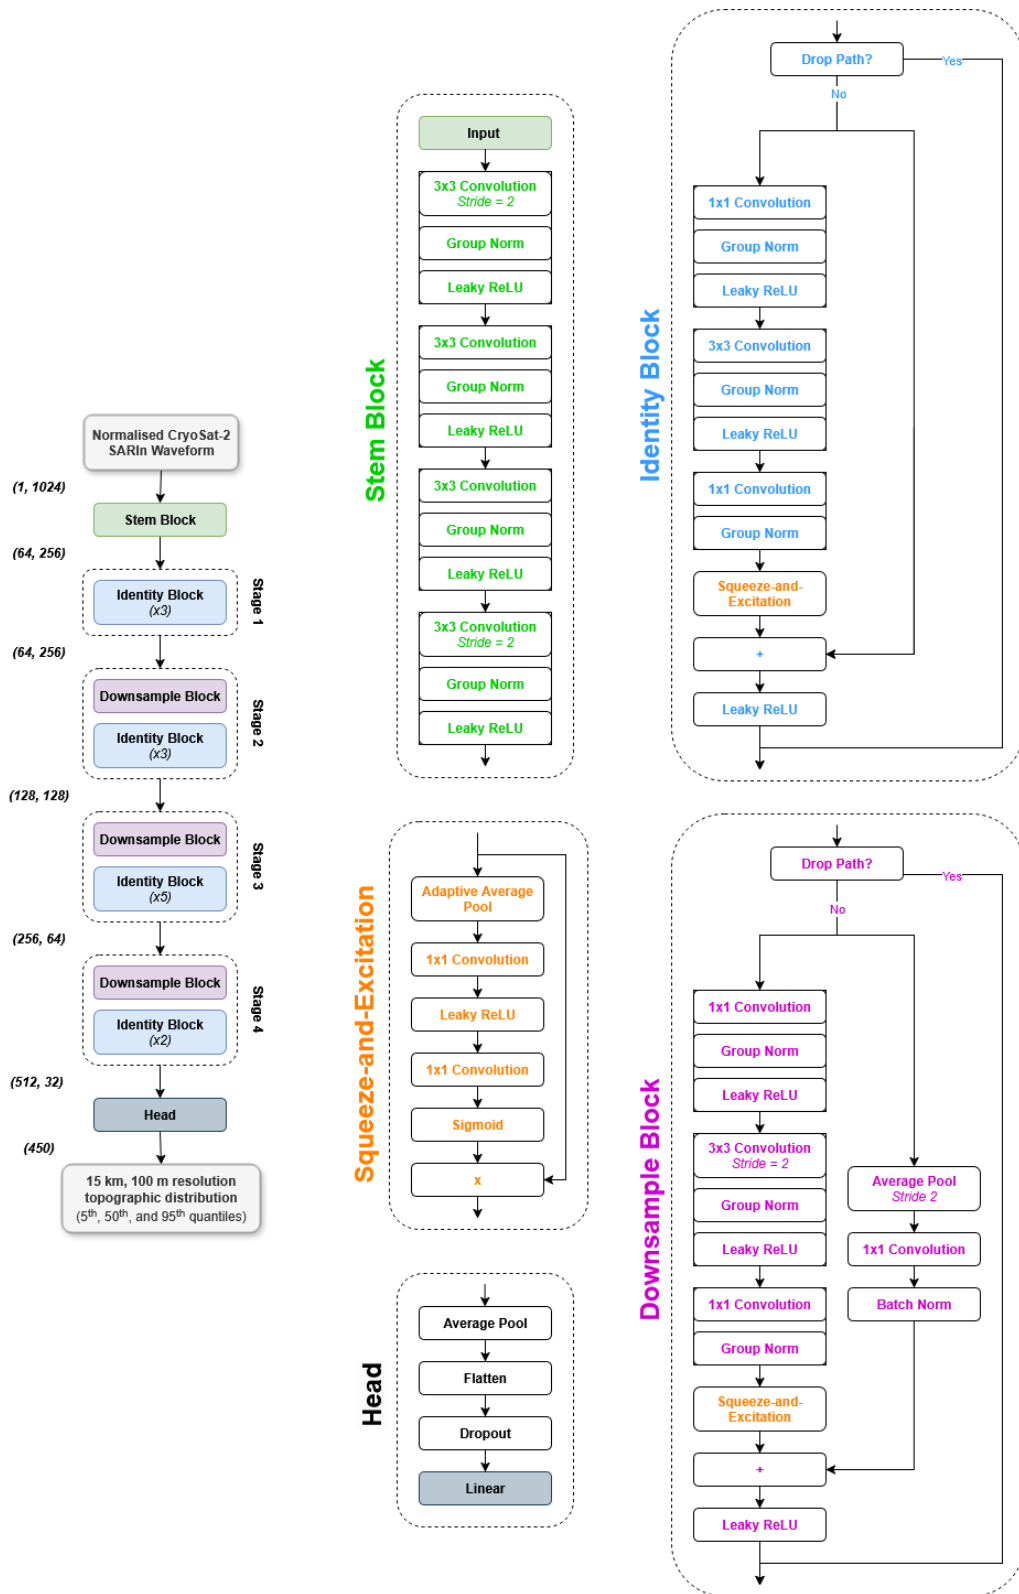 Normalised CryoSat-2
SARIn Waveform
(1, 1024)
Stem Block
(64, 256)
Identity Block
(x3)
Stage 1
(64, 256)
Downsample Block
Identity Block
(x3)
Stage 2
(128, 128)
Downsample Block
Identity Block
(x5)
Stage 3
(256, 64)
Downsample Block
Identity Block
(x2)
Stage 4
(512, 32)
Head
(450)
15 km, 100 m resolution
topographic distribution
(5th, 50th, and 95th quantiles)
Stem Block
Input
3x3 Convolution
Stride = 2
Group Norm
Leaky ReLU
3x3 Convolution
Group Norm
Leaky ReLU
3x3 Convolution
Group Norm
Leaky ReLU
3x3 Convolution
Stride = 2
Group Norm
Leaky ReLU
Squeeze-and-Excitation
Adaptive Average
Pool
1x1 Convolution
Leaky ReLU
1x1 Convolution
Sigmoid
x
Head
Average Pool
Flatten
Dropout
Linear
Identity Block
Drop Path?
Yes
No
1x1 Convolution
Group Norm
Leaky ReLU
3x3 Convolution
Group Norm
Leaky ReLU
1x1 Convolution
Group Norm
Squeeze-and-
Excitation
+
Leaky ReLU
Downsample Block
Drop Path?
Yes
No
1x1 Convolution
Group Norm
Leaky ReLU
3x3 Convolution
Stride = 2
Group Norm
Leaky ReLU
1x1 Convolution
Group Norm
Squeeze-and-
Excitation
+
Leaky ReLU
Average Pool
Stride 2
1x1 Convolution
Batch Norm